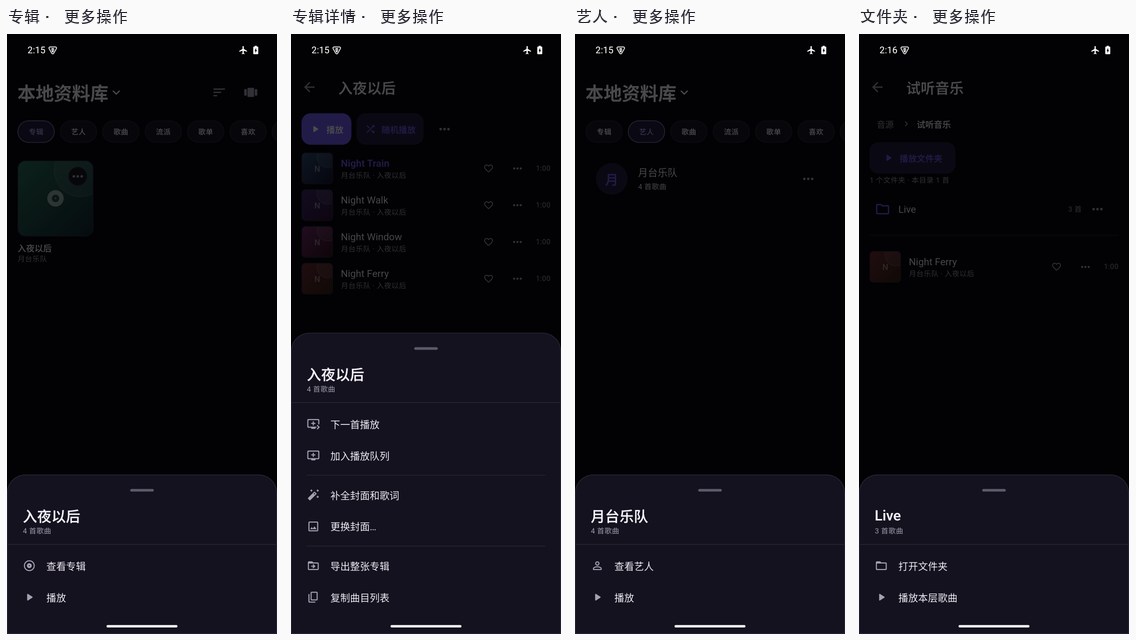 专辑 · 更多操作
2:15
本地资料库
专辑 艺人 歌曲 流派 歌单 喜欢
入夜以后
月台乐队
入夜以后
4 首歌曲
查看专辑
播放
专辑详情 · 更多操作
2:15
入夜以后
播放 随机播放
N Night Train 1:00
月台乐队 · 入夜以后
N Night Walk 1:00
月台乐队 · 入夜以后
N Night Window 1:00
月台乐队 · 入夜以后
N Night Ferry 1:00
月台乐队 · 入夜以后
入夜以后
4 首歌曲
下一首播放
加入播放队列
补全封面和歌词
更换封面...
导出整张专辑
复制曲目列表
艺人 · 更多操作
2:15
本地资料库
专辑 艺人 歌曲 流派 歌单 喜欢
月 月台乐队
4 首歌曲
月台乐队
4 首歌曲
查看艺人
播放
文件夹 · 更多操作
2:16
试听音乐
音源 > 试听音乐
播放文件夹
1 个文件夹 · 本目录 1 首
Live 3 首
N Night Ferry 1:00
月台乐队 · 入夜以后
Live
3 首歌曲
打开文件夹
播放本层歌曲